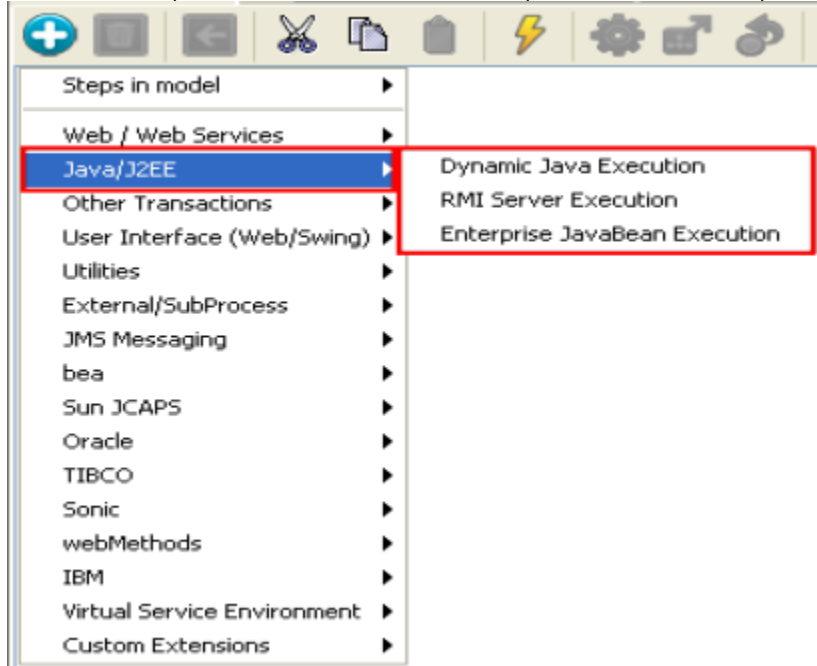 Steps in model
Web / Web Services
Java/J2EE
Dynamic Java Execution
Other Transactions
RMI Server Execution
User Interface (Web/Swing)
Enterprise JavaBean Execution
Utilities
External/SubProcess
JMS Messaging
bea
Sun JCAPS
Oracle
TIBCO
Sonic
webMethods
IBM
Virtual Service Environment
Custom Extensions